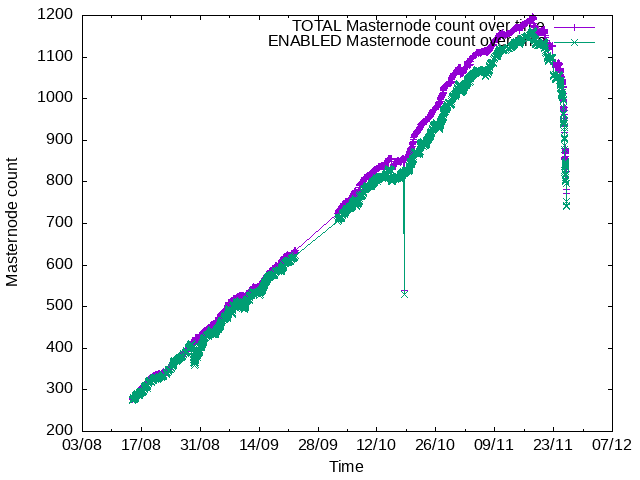 1200
1100
1000
900
800
700
600
500
400
300
200
03/08 17/08 31/08 14/09 28/09 12/10 26/10 09/11 23/11 07/12
Masternode count
Time
TOTAL Masternode count over time
ENABLED Masternode count over